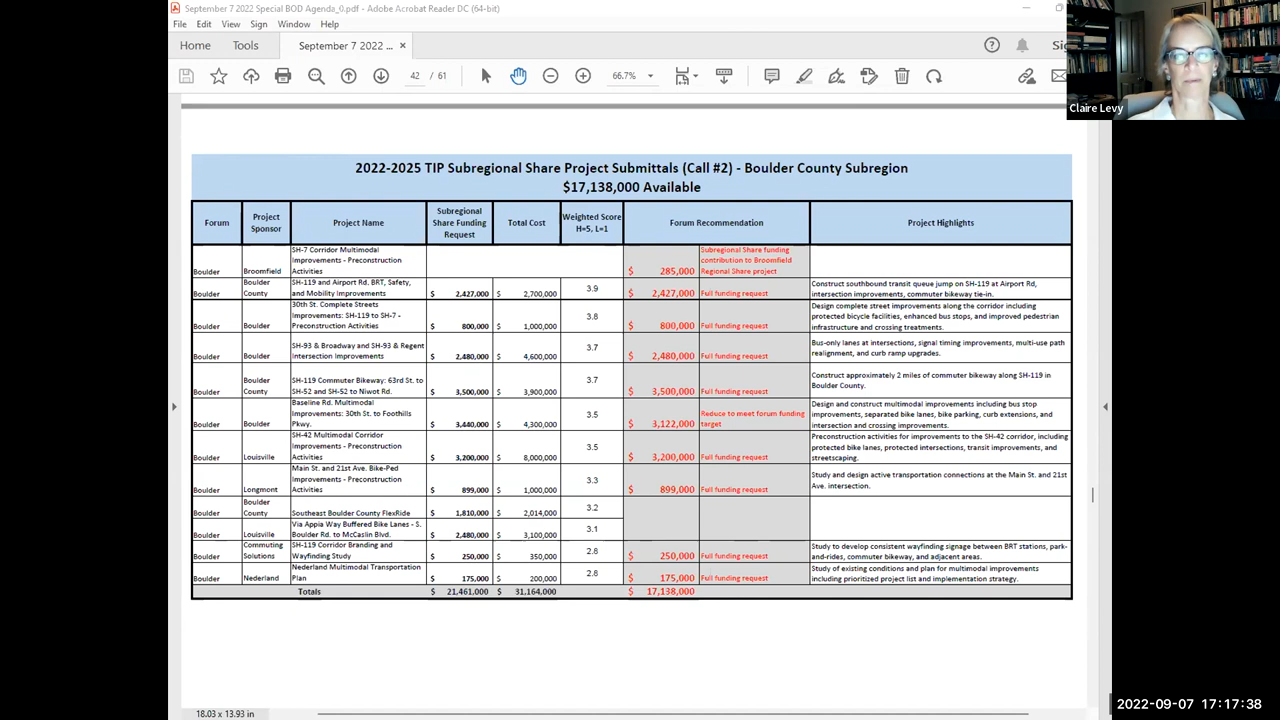 September 7 2022 Special BOD Agenda_0.pdf - Adobe Acrobat Reader DC (64-bit)
File Edit View Sign Window Help
Home Tools September 7 2022 ... ×
42 / 61 66.7%
Claire Levy
2022-2025 TIP Subregional Share Project Submittals (Call #2) - Boulder County Subregion
$17,138,000 Available
Forum
Project
Sponsor
Project Name
Subregional
Share Funding
Request
Total Cost
Weighted Score
H=5, L=1
Forum Recommendation
Project Highlights
Boulder
Broomfield
SH-7 Corridor Multimodal
Improvements - Preconstruction
Activities
$ 285,000
Subregional Share funding
contribution to Broomfield
Regional Share project
Boulder
Boulder
County
SH-119 and Airport Rd. BRT, Safety,
and Mobility Improvements
$ 2,427,000
$ 2,700,000
3.9
$ 2,427,000
Full funding request
Construct southbound transit queue jump on SH-119 at Airport Rd,
intersection improvements, commuter bikeway tie-in.
Boulder
Boulder
30th St. Complete Streets
Improvements: SH-119 to SH-7 -
Preconstruction Activities
$ 800,000
$ 1,000,000
3.8
$ 800,000
Full funding request
Design complete street improvements along the corridor including
protected bicycle facilities, enhanced bus stops, and improved pedestrian
infrastructure and crossing treatments.
Boulder
Boulder
SH-93 & Broadway and SH-93 & Regent
Intersection Improvements
$ 2,480,000
$ 4,600,000
3.7
$ 2,480,000
Full funding request
Bus-only lanes at intersections, signal timing improvements, multi-use path
realignment, and curb ramp upgrades.
Boulder
Boulder
County
SH-119 Commuter Bikeway: 63rd St. to
SH-52 and SH-52 to Niwot Rd.
$ 3,500,000
$ 3,900,000
3.7
$ 3,500,000
Full funding request
Construct approximately 2 miles of commuter bikeway along SH-119 in
Boulder County.
Boulder
Boulder
Baseline Rd. Multimodal
Improvements: 30th St. to Foothills
Pkwy.
$ 3,440,000
$ 4,300,000
3.5
$ 3,122,000
Reduce to meet forum funding
target
Design and construct multimodal improvements including bus stop
improvements, separated bike lanes, bike parking, curb extensions, and
intersection and crossing improvements.
Boulder
Louisville
SH-42 Multimodal Corridor
Improvements - Preconstruction
Activities
$ 3,200,000
$ 8,000,000
3.5
$ 3,200,000
Full funding request
Preconstruction activities for improvements to the SH-42 corridor, including
protected bike lanes, protected intersections, transit improvements, and
streetscaping.
Boulder
Longmont
Main St. and 21st Ave. Bike-Ped
Improvements - Preconstruction
Activities
$ 899,000
$ 1,000,000
3.3
$ 899,000
Full funding request
Study and design active transportation connections at the Main St. and 21st
Ave. intersection.
Boulder
Boulder
County
Southeast Boulder County FlexRide
$ 1,810,000
$ 2,014,000
3.2
Boulder
Louisville
Via Appia Way Buffered Bike Lanes - S.
Boulder Rd. to McCaslin Blvd.
$ 2,480,000
$ 3,100,000
3.1
Boulder
Commuting
Solutions
SH-119 Corridor Branding and
Wayfinding Study
$ 250,000
$ 350,000
2.8
$ 250,000
Full funding request
Study to develop consistent wayfinding signage between BRT stations, park-
and-rides, commuter bikeway, and adjacent areas.
Boulder
Nederland
Nederland Multimodal Transportation
Plan
$ 175,000
$ 200,000
2.8
$ 175,000
Full funding request
Study of existing conditions and plan for multimodal improvements
including prioritized project list and implementation strategy.
Totals $ 21,461,000 $ 31,164,000 $ 17,138,000
18.03 x 13.93 in
2022-09-07 17:17:38